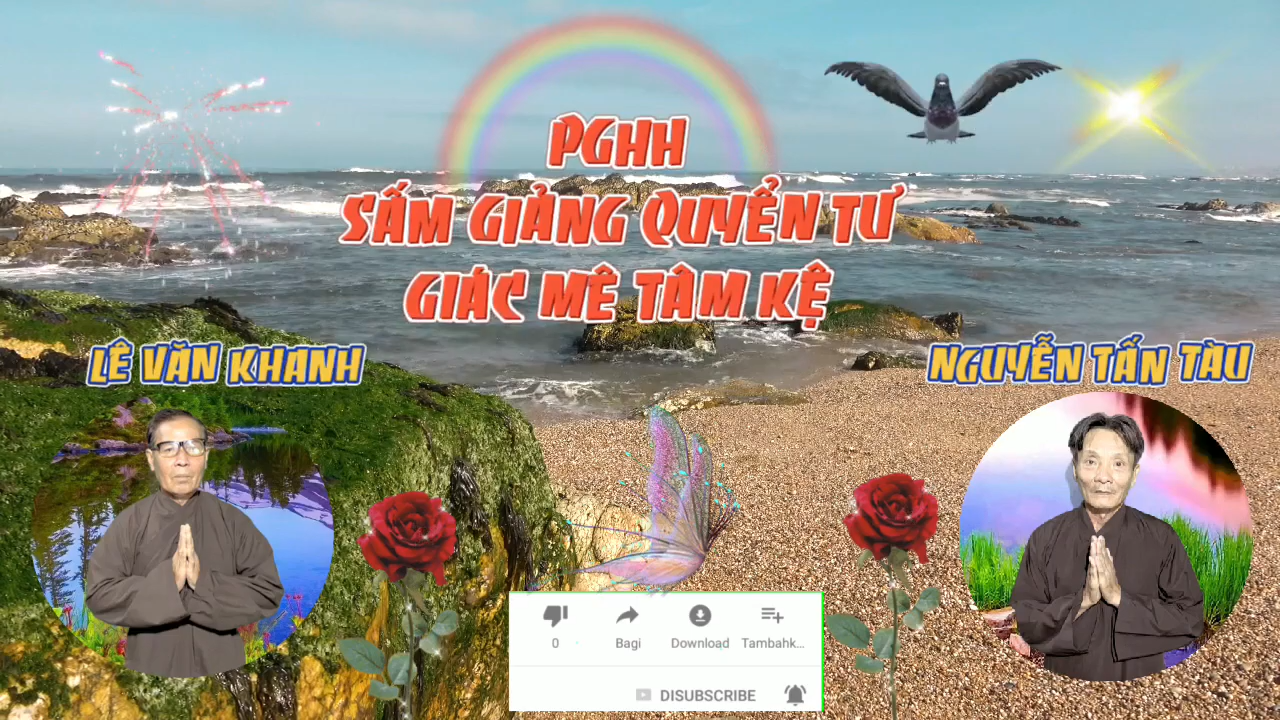 PGHH
SẤM GIẢNG QUYỂN TƯ
GIÁC MÊ TÂM KỆ
LÊ VĂN KHANH
NGUYỄN TẤN TÀU
0 Bagi Download Tambahk...
DISUBSCRIBE